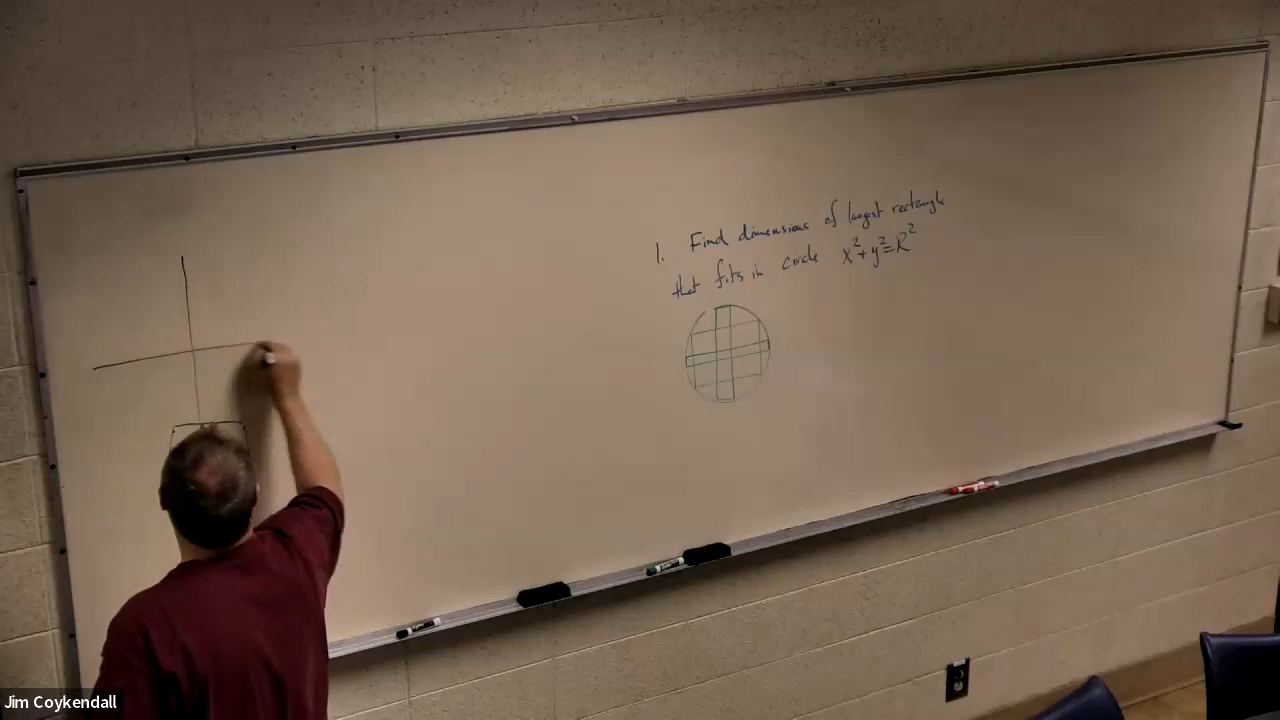 1. Find dimensions of largest rectangle
that fits in circle x²+y²=R²
Jim Coykendall